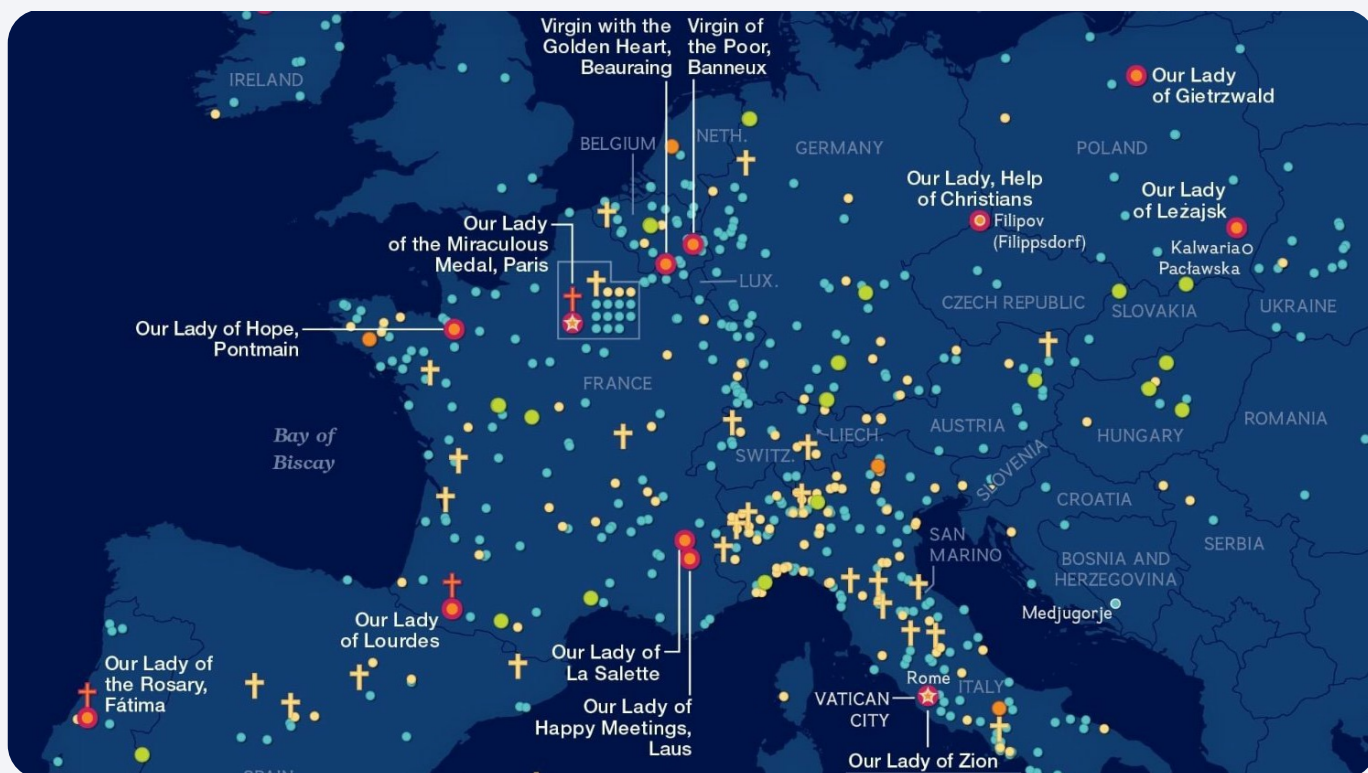 Virgin with the
Golden Heart,
Beauraing
Virgin of
the Poor,
Banneux
IRELAND
Our Lady
of Gietrzwald
BELGIUM
NETH.
GERMANY
POLAND
Our Lady, Help
of Christians
Filipov
(Filippsdorf)
Our Lady
of Leżajsk
Kalwaria
Pacławska
Our Lady
of the Miraculous
Medal, Paris
LUX.
CZECH REPUBLIC
SLOVAKIA
UKRAINE
Our Lady of Hope,
Pontmain
FRANCE
Bay of
Biscay
SWITZ.
LIECH.
AUSTRIA
HUNGARY
ROMANIA
SLOVENIA
CROATIA
SAN
MARINO
BOSNIA AND
HERZEGOVINA
SERBIA
Medjugorje
Our Lady
of Lourdes
Our Lady of
La Salette
Our Lady of
the Rosary,
Fátima
Our Lady of
Happy Meetings,
Laus
Rome
VATICAN
CITY
ITALY
Our Lady of Zion
SPAIN